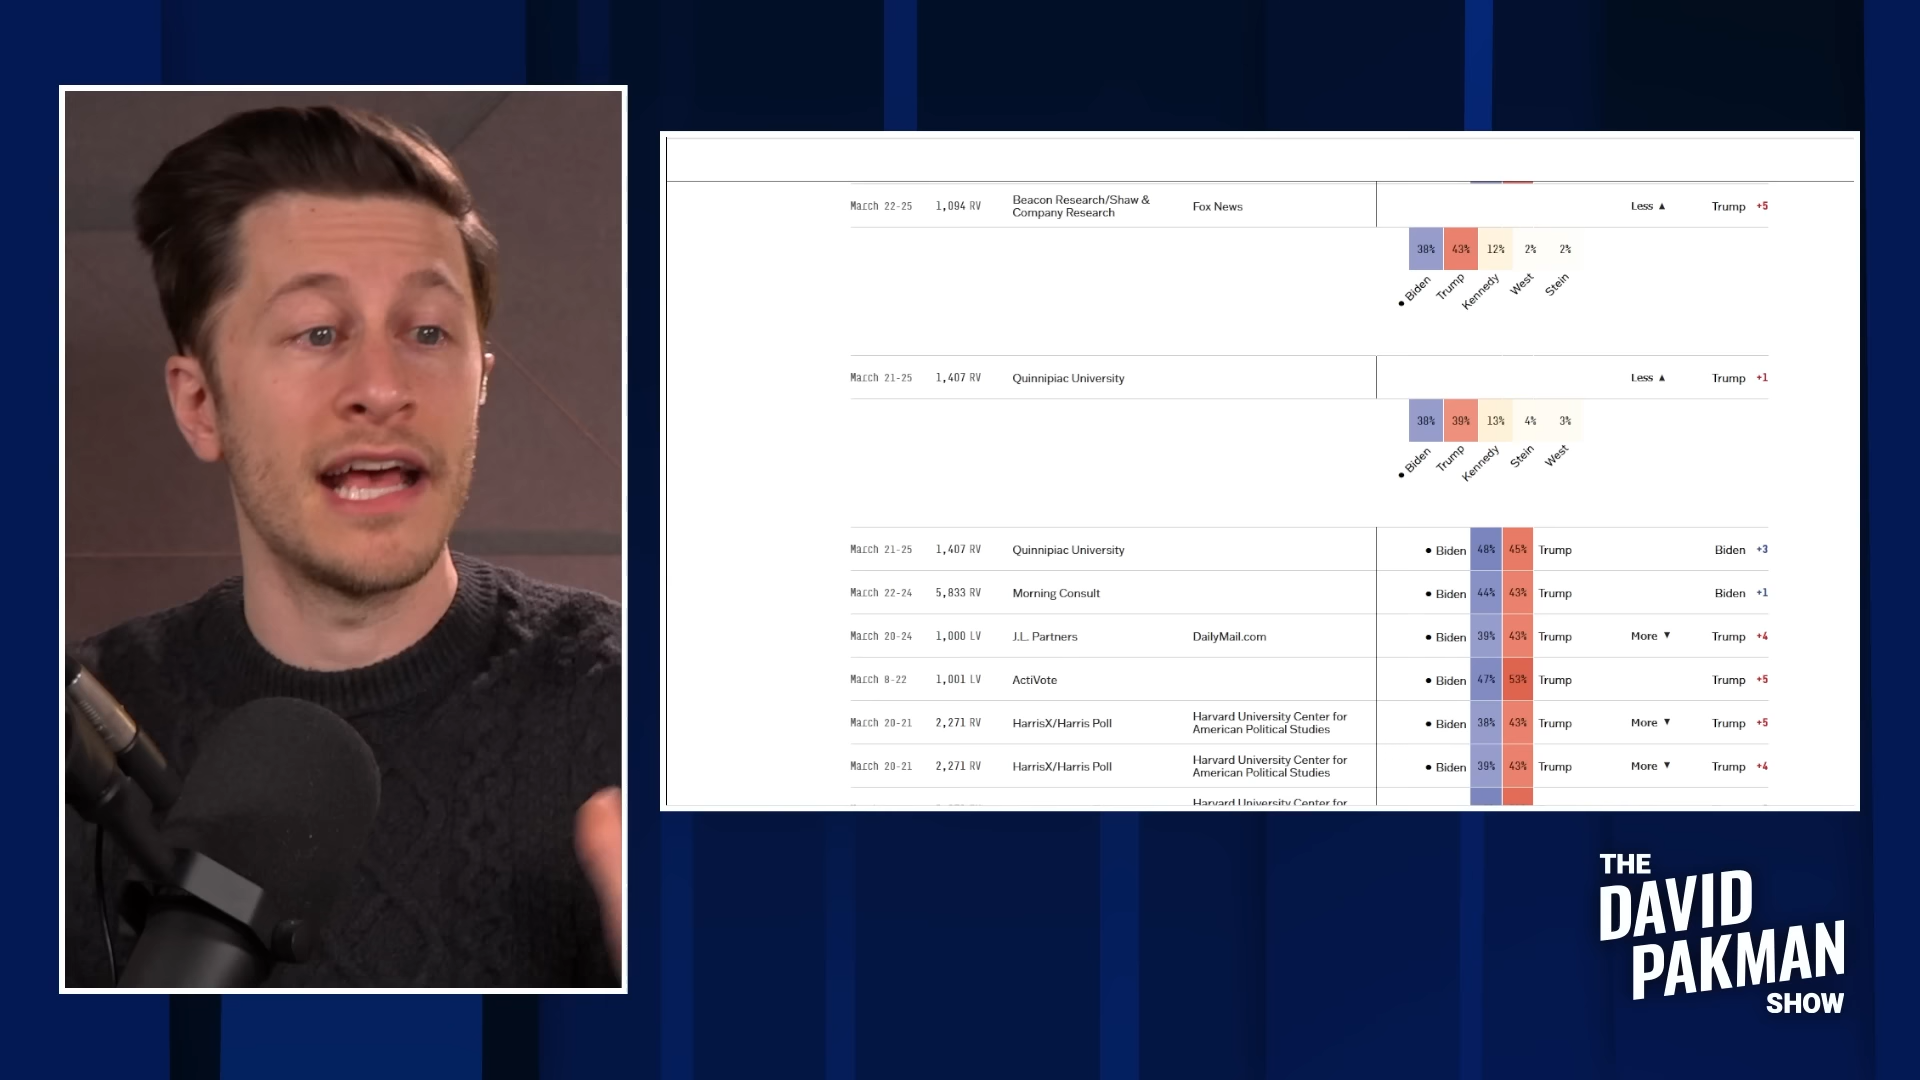 March 22-25 1,094 RV Beacon Research/Shaw & Company Research Fox News Less ▲ Trump +5
38% 43% 12% 2% 2%
• Biden Trump Kennedy West Stein
March 21-25 1,407 RV Quinnipiac University Less ▲ Trump +1
38% 39% 13% 4% 3%
• Biden Trump Kennedy Stein West
March 21-25 1,407 RV Quinnipiac University • Biden 48% 45% Trump Biden +3
March 22-24 5,833 RV Morning Consult • Biden 44% 43% Trump Biden +1
March 20-24 1,000 LV J.L. Partners DailyMail.com • Biden 39% 43% Trump More ▼ Trump +4
March 8-22 1,001 LV ActiVote • Biden 47% 53% Trump Trump +5
March 20-21 2,271 RV HarrisX/Harris Poll Harvard University Center for American Political Studies • Biden 38% 43% Trump More ▼ Trump +5
March 20-21 2,271 RV HarrisX/Harris Poll Harvard University Center for American Political Studies • Biden 39% 43% Trump More ▼ Trump +4
Harvard University Center for
THE
DAVID
PAKMAN
SHOW